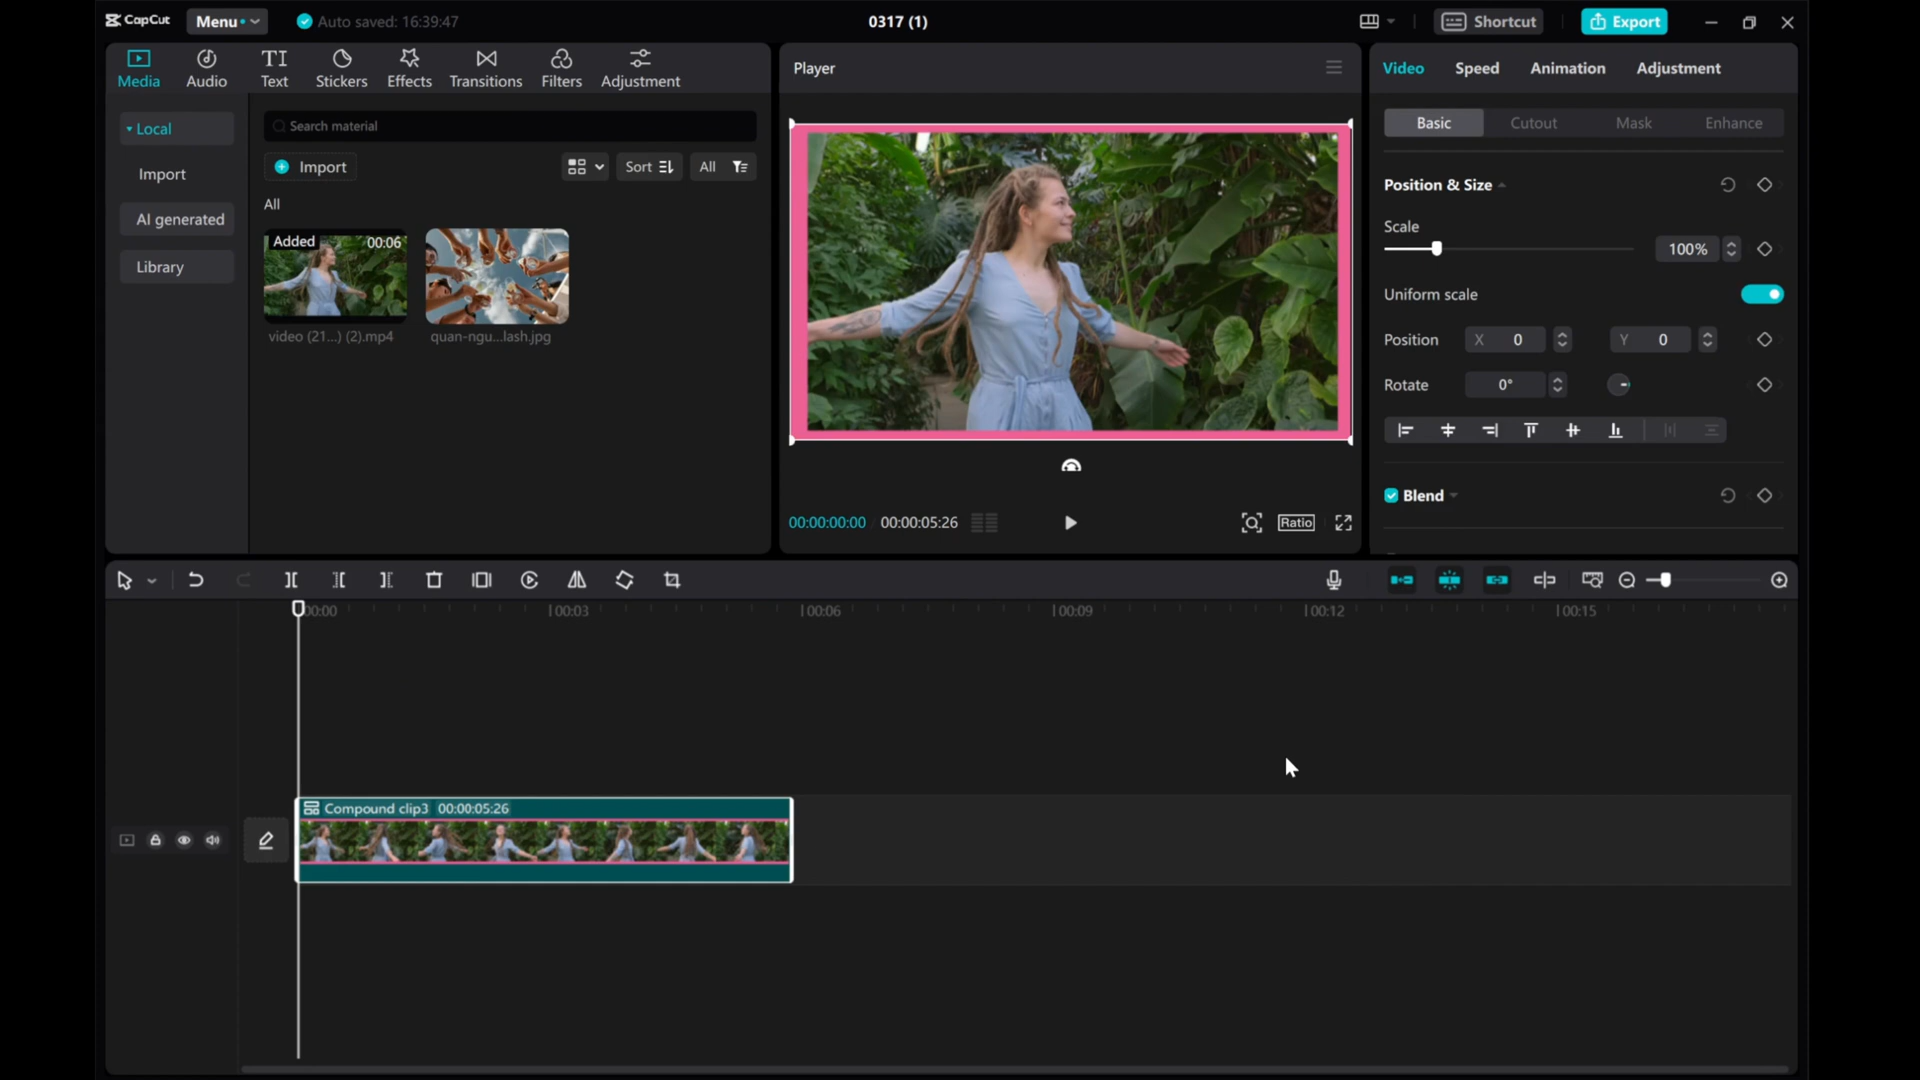 CapCut
Menu
Auto saved: 16:39:47
0317 (1)
Shortcut
Export
Media
Audio
Text
Stickers
Effects
Transitions
Filters
Adjustment
Local
Import
AI generated
Library
Search material
Import
Sort
All
All
Added
00:06
video (21...) (2).mp4
quan-ngu...lash.jpg
Player
00:00:00:00
00:00:05:26
Ratio
Video
Speed
Animation
Adjustment
Basic
Cutout
Mask
Enhance
Position & Size
Scale
100%
Uniform scale
Position
X 0
Y 0
Rotate
0°
Blend
00:00
00:03
00:06
00:09
00:12
00:15
Compound clip3 00:00:05:26